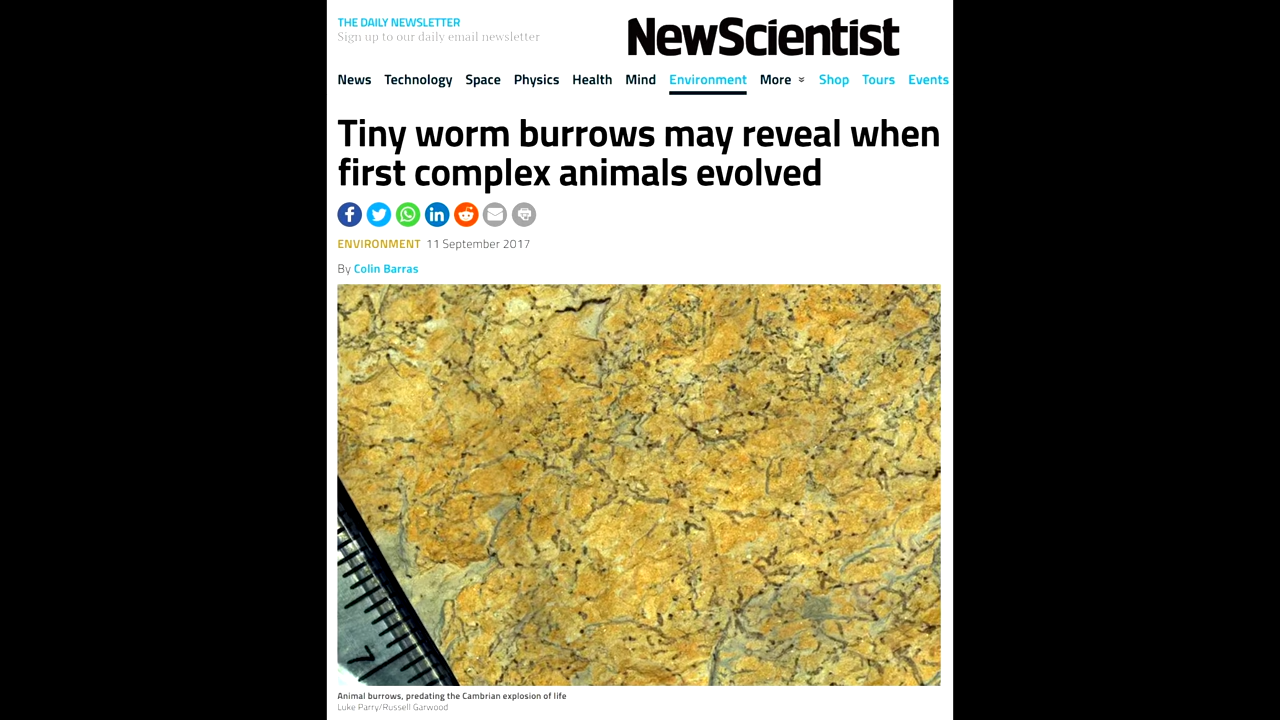 THE DAILY NEWSLETTER
Sign up to our daily email newsletter
NewScientist
News Technology Space Physics Health Mind Environment More Shop Tours Events
Tiny worm burrows may reveal when
first complex animals evolved
ENVIRONMENT 11 September 2017
By Colin Barras
7
Animal burrows, predating the Cambrian explosion of life
Luke Parry/Russell Garwood